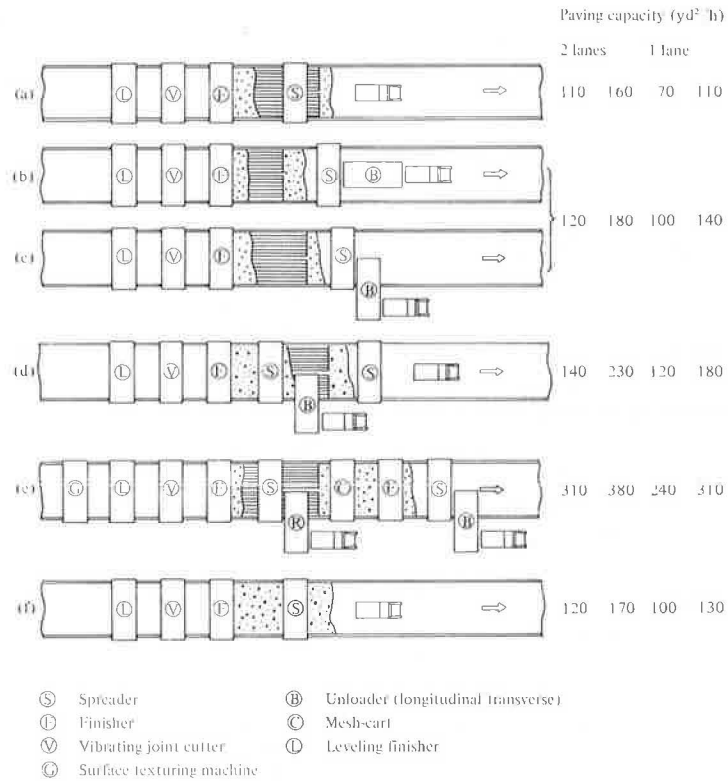 Paving capacity (yd² h)
2 lanes 1 lane
(a) L V F S 110 160 70 110
(b) L V F S B
120 180 100 140
(c) L V F S B
(d) L V F S S B 140 230 120 180
(e) G L V F S C F S 310 380 240 310
B
(f) L V F S 120 170 100 130
Ⓢ Spreader Ⓑ Unloader (longitudinal transverse)
Ⓕ Finisher Ⓒ Mesh-cart
Ⓥ Vibrating joint cutter Ⓛ Leveling finisher
Ⓖ Surface texturing machine